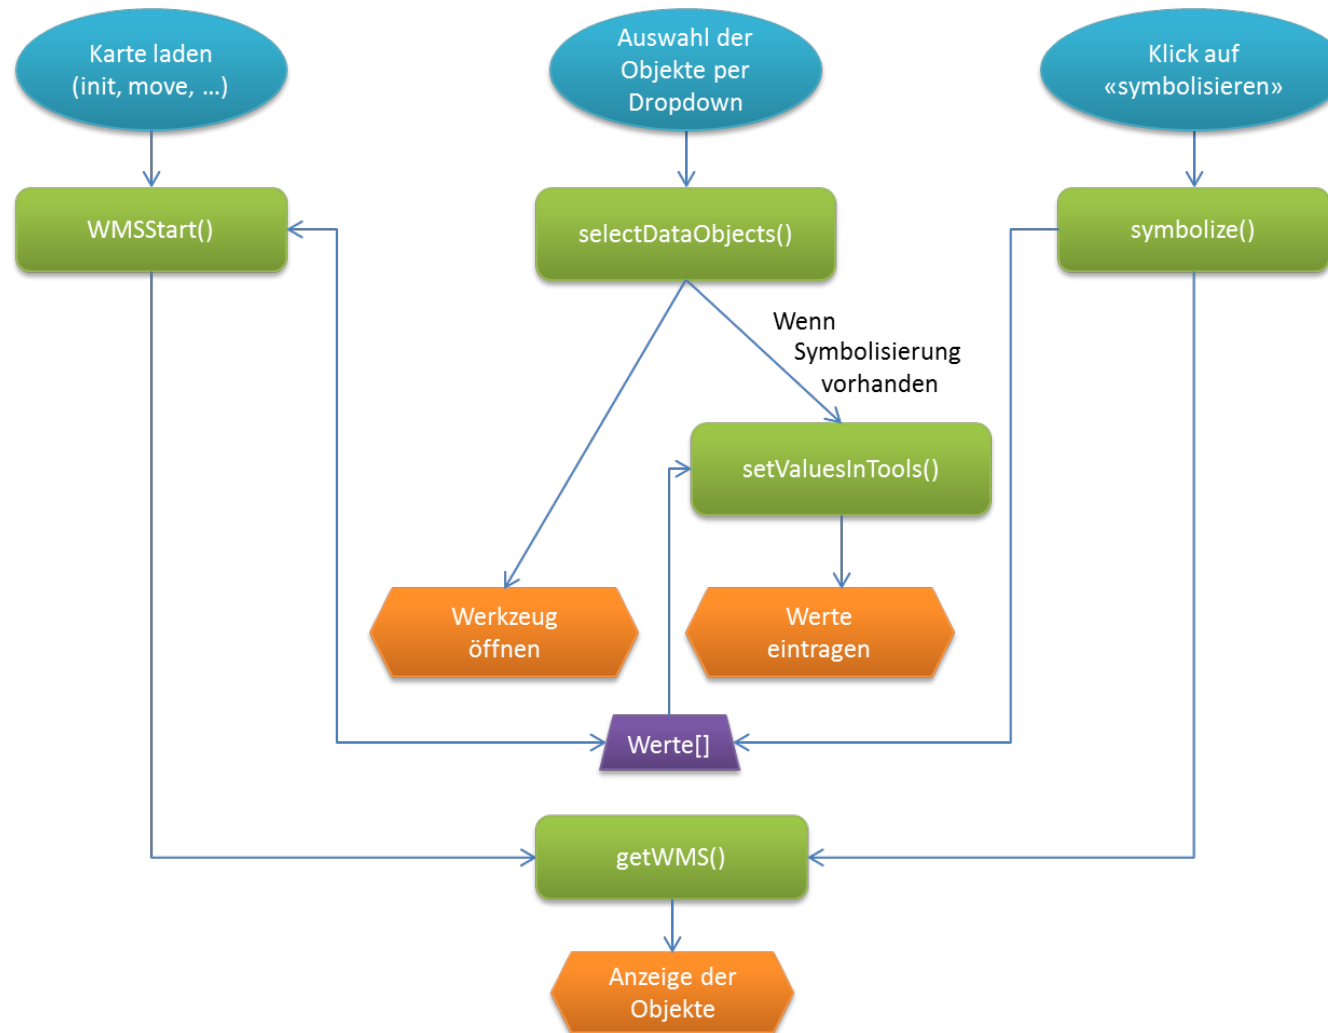 Karte laden
(init, move, …)
Auswahl der
Objekte per
Dropdown
Klick auf
«symbolisieren»
WMSStart()
selectDataObjects()
symbolize()
Wenn
Symbolisierung
vorhanden
setValuesInTools()
Werkzeug
öffnen
Werte
eintragen
Werte[]
getWMS()
Anzeige der
Objekte